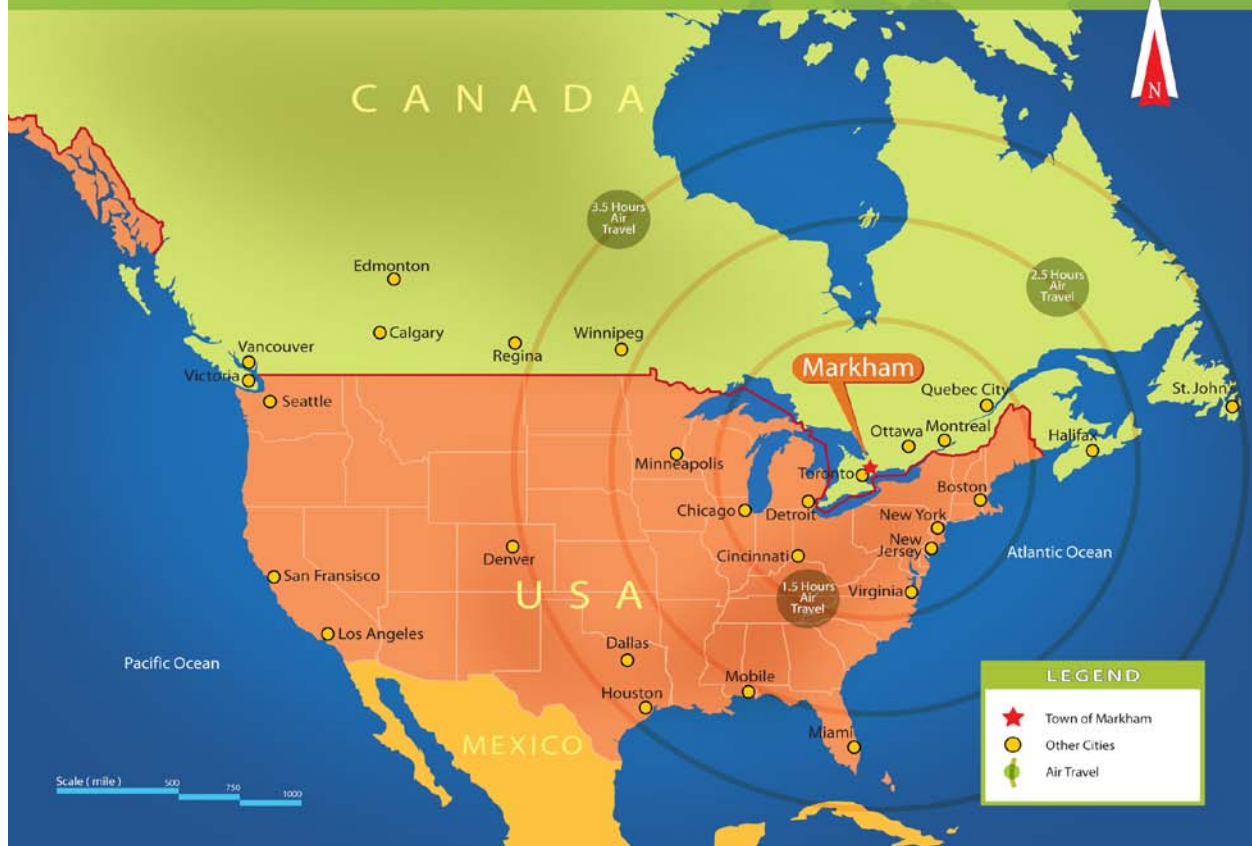 N
CANADA
3.5 Hours
Air
Travel
2.5 Hours
Air
Travel
Edmonton
Calgary
Regina
Winnipeg
Vancouver
Victoria
Seattle
Markham
Quebec City
St. John's
Ottawa
Montreal
Halifax
Minneapolis
Toronto
Boston
Chicago
Detroit
New York
New
Jersey
Denver
Cincinnati
Atlantic Ocean
San Fransisco
USA
1.5 Hours
Air
Travel
Virginia
Los Angeles
Dallas
Pacific Ocean
Houston
Mobile
MEXICO
Miami
LEGEND
Town of Markham
Other Cities
Air Travel
Scale ( mile )
500
750
1000